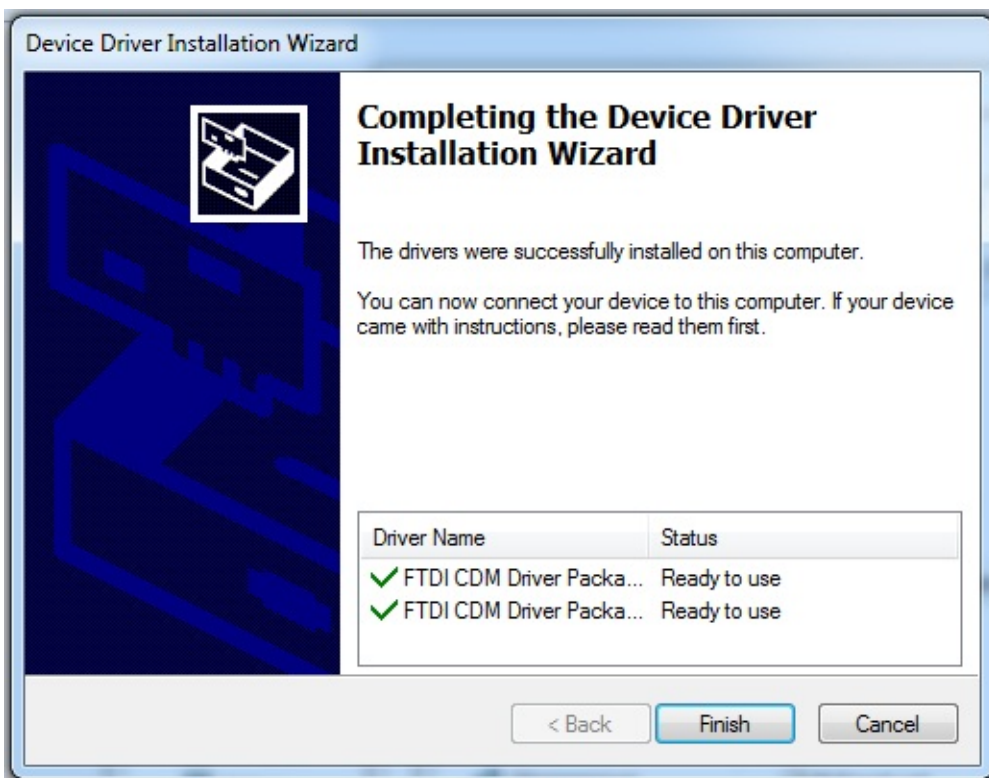 Device Driver Installation Wizard
Completing the Device Driver
Installation Wizard
The drivers were successfully installed on this computer.
You can now connect your device to this computer. If your device
came with instructions, please read them first.
Driver Name Status
FTDI CDM Driver Packa... Ready to use
FTDI CDM Driver Packa... Ready to use
< Back Finish Cancel